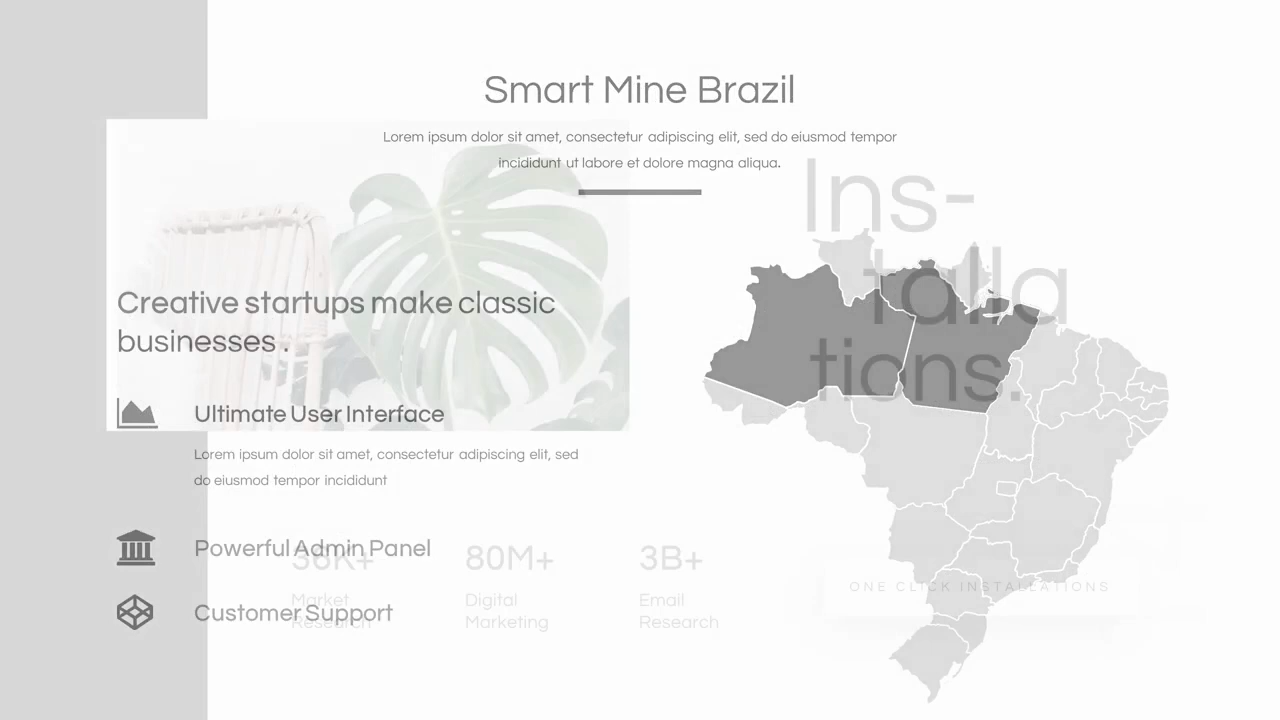 Smart Mine Brazil
Lorem ipsum dolor sit amet, consectetur adipiscing elit, sed do eiusmod tempor
incididunt ut labore et dolore magna aliqua.
Ins-
talla
tions.
Creative startups make classic
businesses .
Ultimate User Interface
Lorem ipsum dolor sit amet, consectetur adipiscing elit, sed
do eiusmod tempor incididunt
Powerful Admin Panel
Customer Support
36K+
Market
Research
80M+
Digital
Marketing
3B+
Email
Research
ONE CLICK INSTALLATIONS